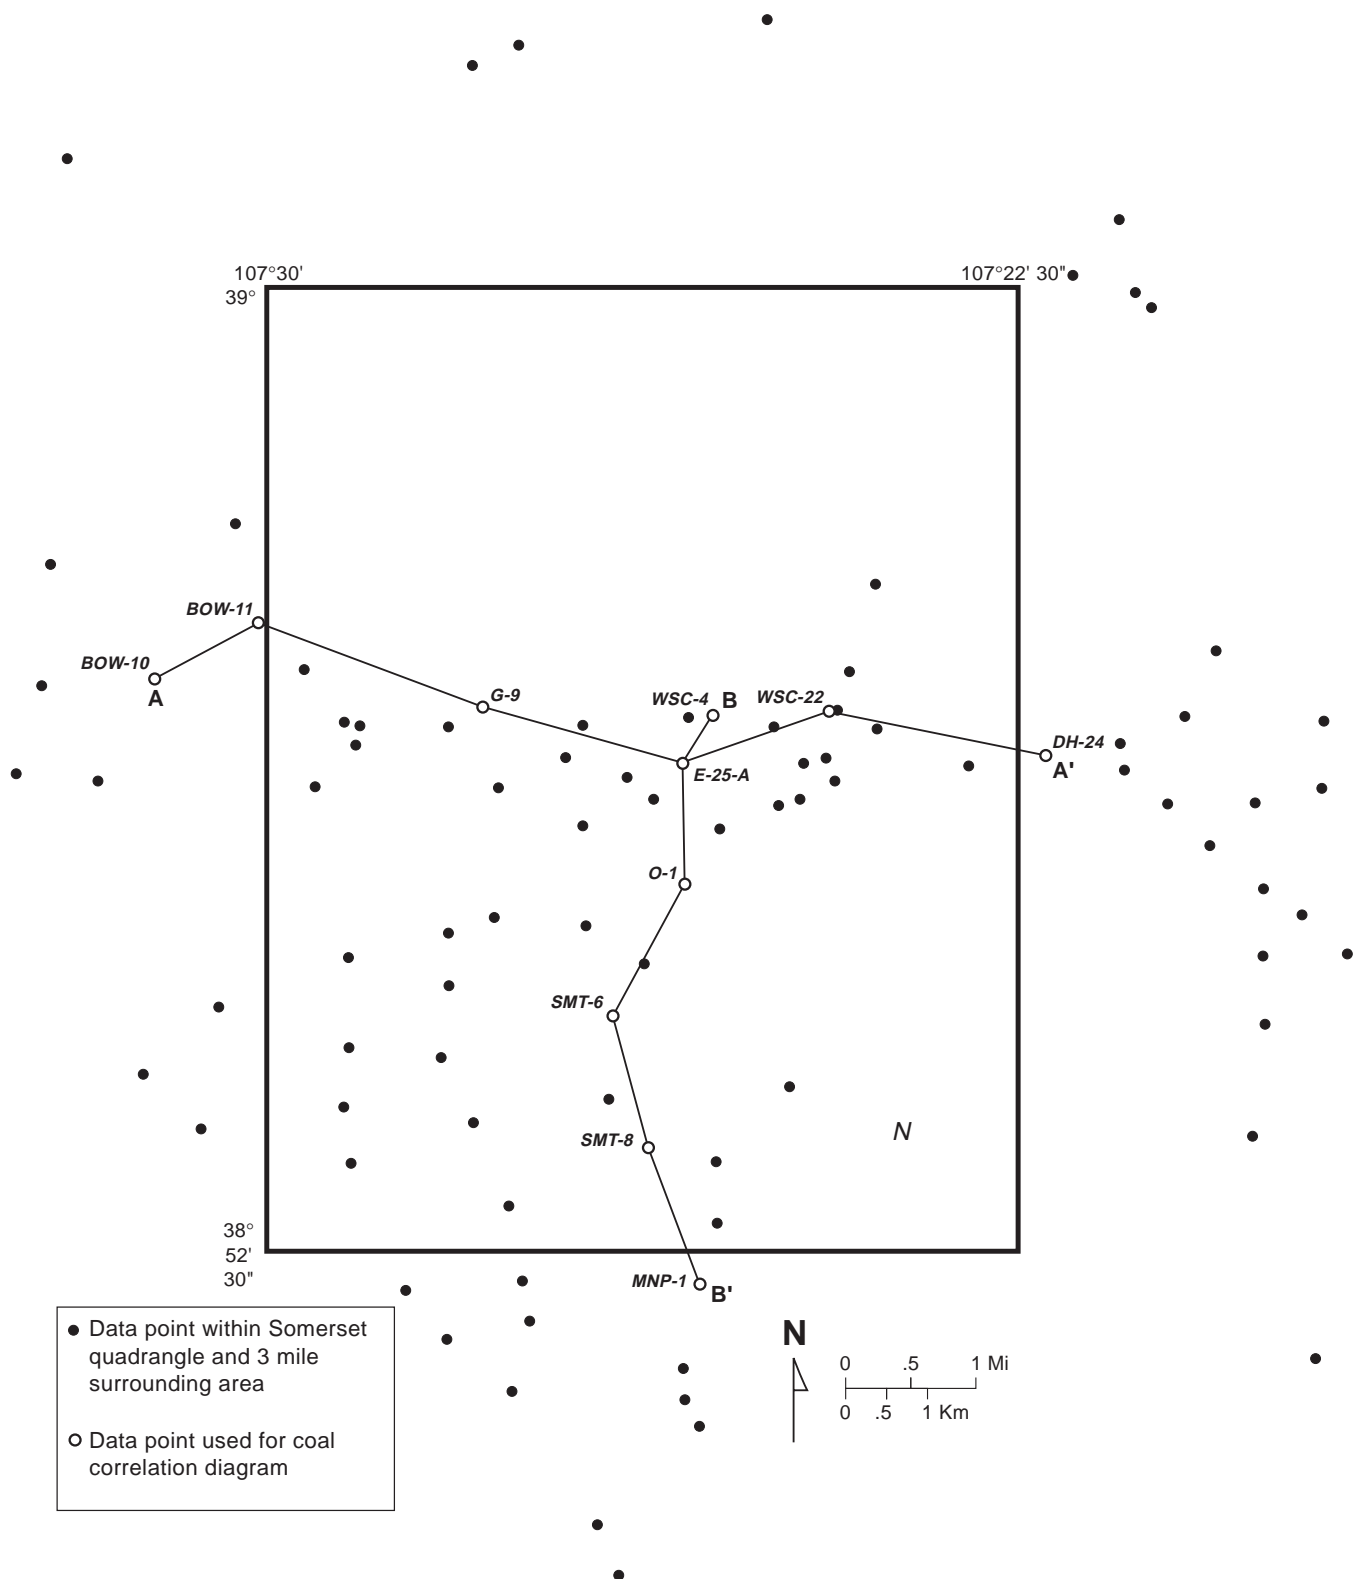 107°30'
107°22' 30"
39°
BOW-11
BOW-10
A
G-9
WSC-4
B
WSC-22
DH-24
A'
E-25-A
O-1
SMT-6
SMT-8
N
38°
52'
30"
MNP-1
B'
Data point within Somerset
quadrangle and 3 mile
surrounding area
Data point used for coal
correlation diagram
N
0 .5 1 Mi
0 .5 1 Km